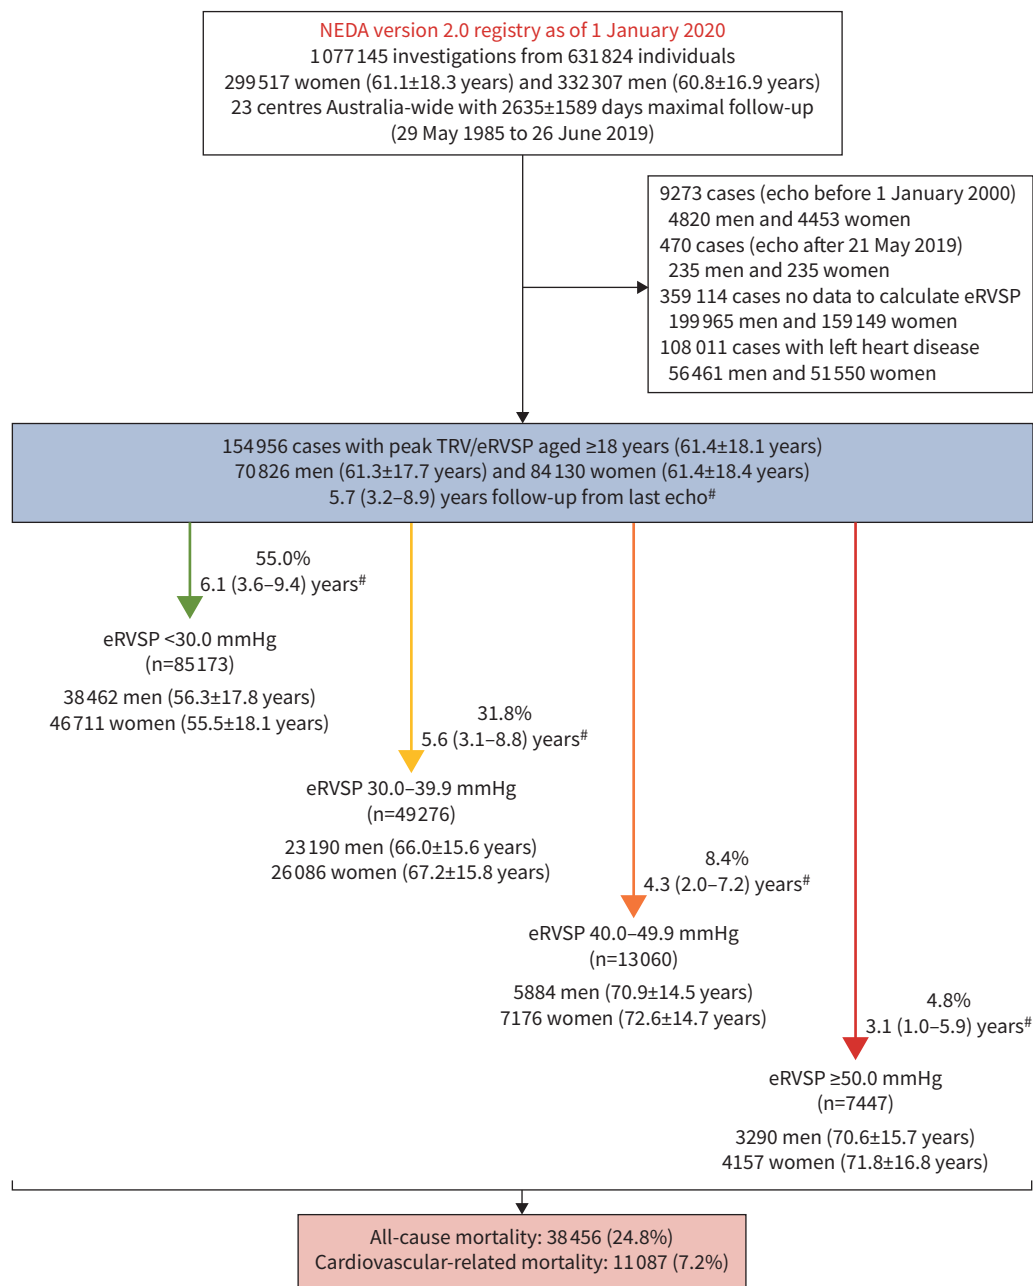 NEDA version 2.0 registry as of 1 January 2020
1 077 145 investigations from 631 824 individuals
299 517 women (61.1±18.3 years) and 332 307 men (60.8±16.9 years)
23 centres Australia-wide with 2635±1589 days maximal follow-up
(29 May 1985 to 26 June 2019)
9273 cases (echo before 1 January 2000)
4820 men and 4453 women
470 cases (echo after 21 May 2019)
235 men and 235 women
359 114 cases no data to calculate eRVSP
199 965 men and 159 149 women
108 011 cases with left heart disease
56 461 men and 51 550 women
154 956 cases with peak TRV/eRVSP aged ≥18 years (61.4±18.1 years)
70 826 men (61.3±17.7 years) and 84 130 women (61.4±18.4 years)
5.7 (3.2–8.9) years follow-up from last echo#
55.0%
6.1 (3.6–9.4) years#
eRVSP <30.0 mmHg
(n=85 173)
38 462 men (56.3±17.8 years)
46 711 women (55.5±18.1 years)
31.8%
5.6 (3.1–8.8) years#
eRVSP 30.0–39.9 mmHg
(n=49 276)
23 190 men (66.0±15.6 years)
26 086 women (67.2±15.8 years)
8.4%
4.3 (2.0–7.2) years#
eRVSP 40.0–49.9 mmHg
(n=13 060)
5884 men (70.9±14.5 years)
7176 women (72.6±14.7 years)
4.8%
3.1 (1.0–5.9) years#
eRVSP ≥50.0 mmHg
(n=7447)
3290 men (70.6±15.7 years)
4157 women (71.8±16.8 years)
All-cause mortality: 38 456 (24.8%)
Cardiovascular-related mortality: 11 087 (7.2%)